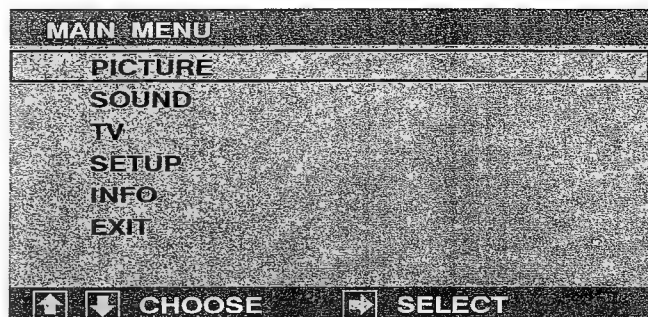 MAIN MENU
PICTURE
SOUND
TV
SETUP
INFO
EXIT
CHOOSE SELECT